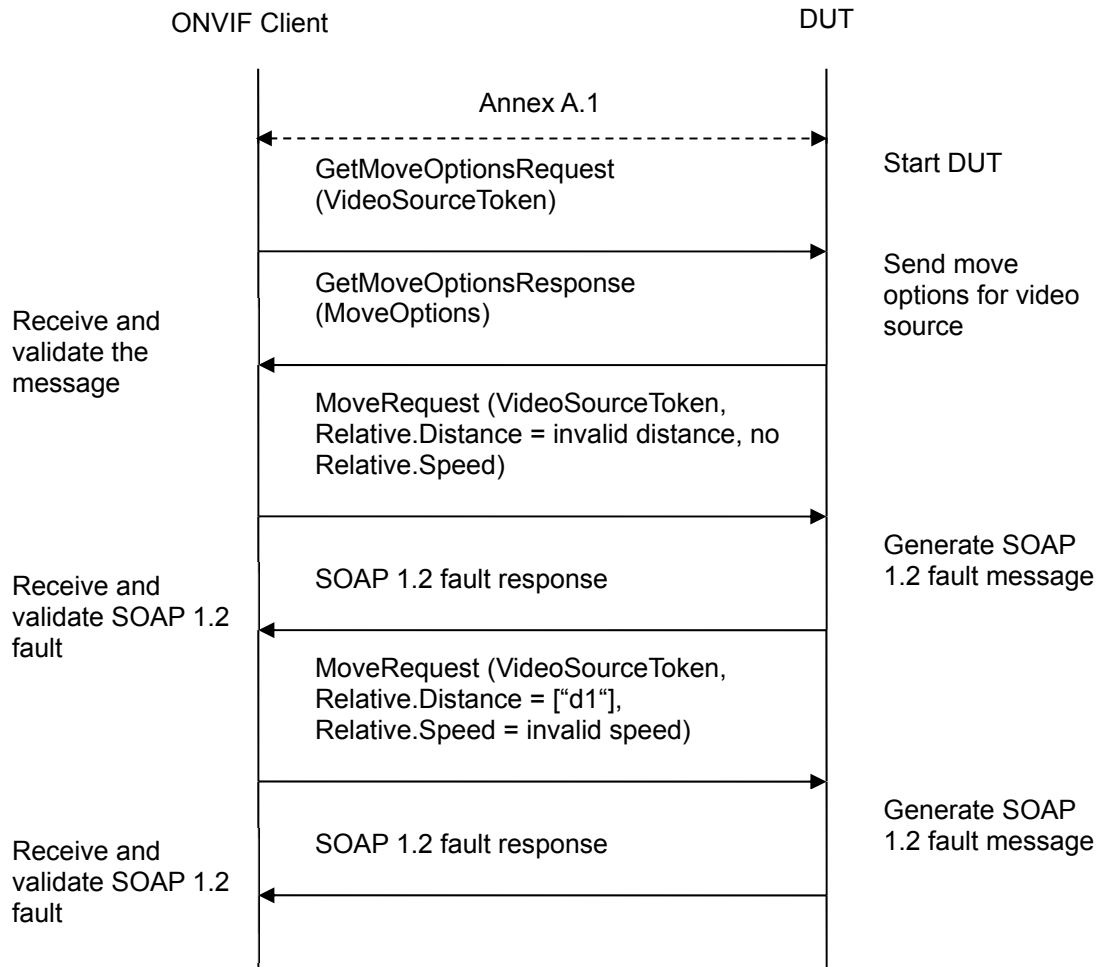 ONVIF Client
DUT
Annex A.1
Start DUT
GetMoveOptionsRequest
(VideoSourceToken)
Send move
options for video
source
GetMoveOptionsResponse
(MoveOptions)
Receive and
validate the
message
MoveRequest (VideoSourceToken,
Relative.Distance = invalid distance, no
Relative.Speed)
Generate SOAP
1.2 fault message
SOAP 1.2 fault response
Receive and
validate SOAP 1.2
fault
MoveRequest (VideoSourceToken,
Relative.Distance = [“d1“],
Relative.Speed = invalid speed)
Generate SOAP
1.2 fault message
SOAP 1.2 fault response
Receive and
validate SOAP 1.2
fault